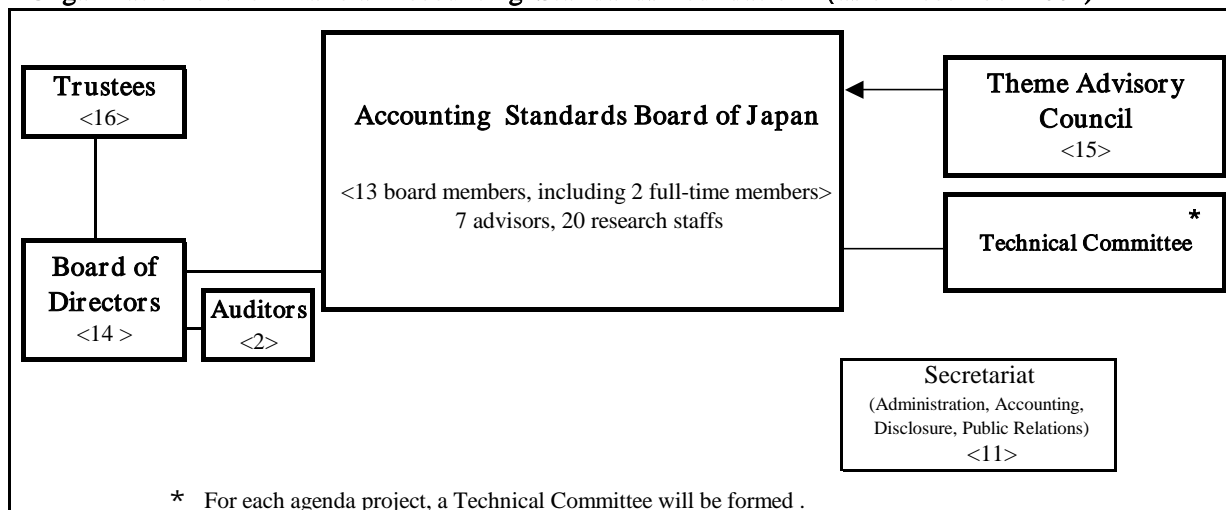 Trustees
<16>
Accounting Standards Board of Japan
<13 board members, including 2 full-time members>
7 advisors, 20 research staffs
Theme Advisory
Council
<15>
*
Technical Committee
Board of
Directors
<14 >
Auditors
<2>
Secretariat
(Administration, Accounting,
Disclosure, Public Relations)
<11>
* For each agenda project, a Technical Committee will be formed .